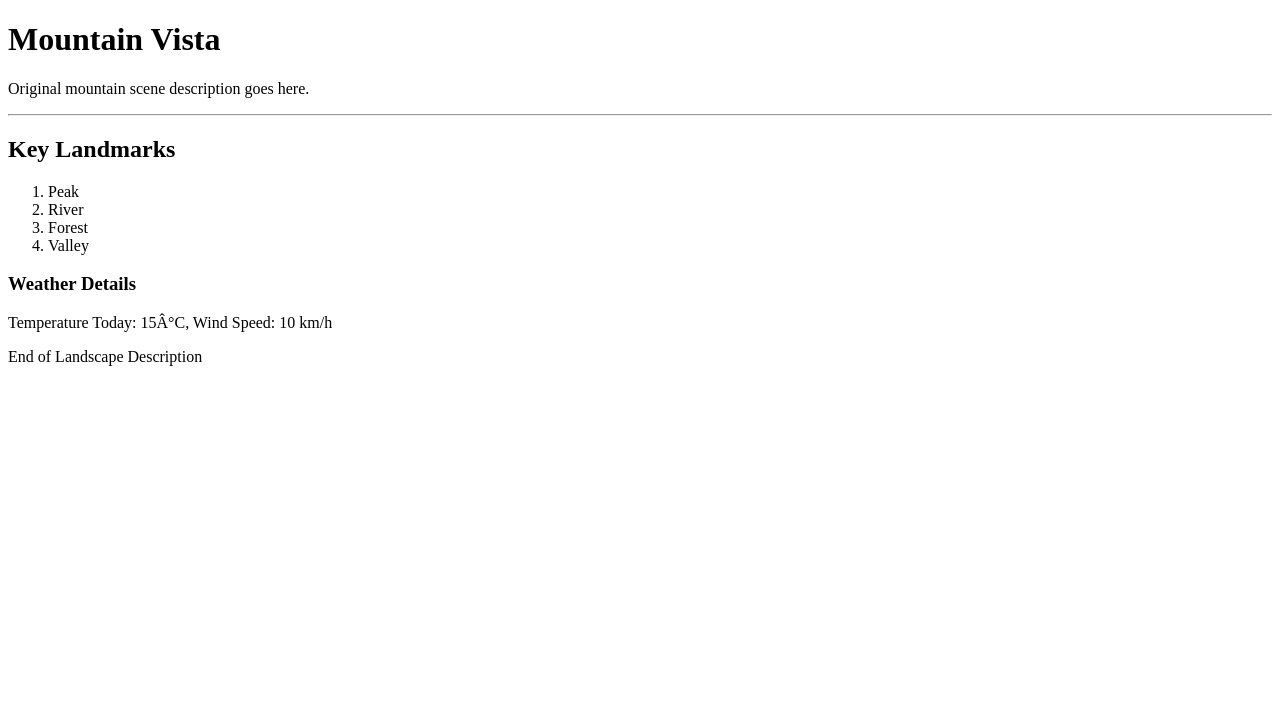 Mountain Vista
Original mountain scene description goes here.
Key Landmarks
1. Peak
2. River
3. Forest
4. Valley
Weather Details
Temperature Today: 15Â°C, Wind Speed: 10 km/h
End of Landscape Description